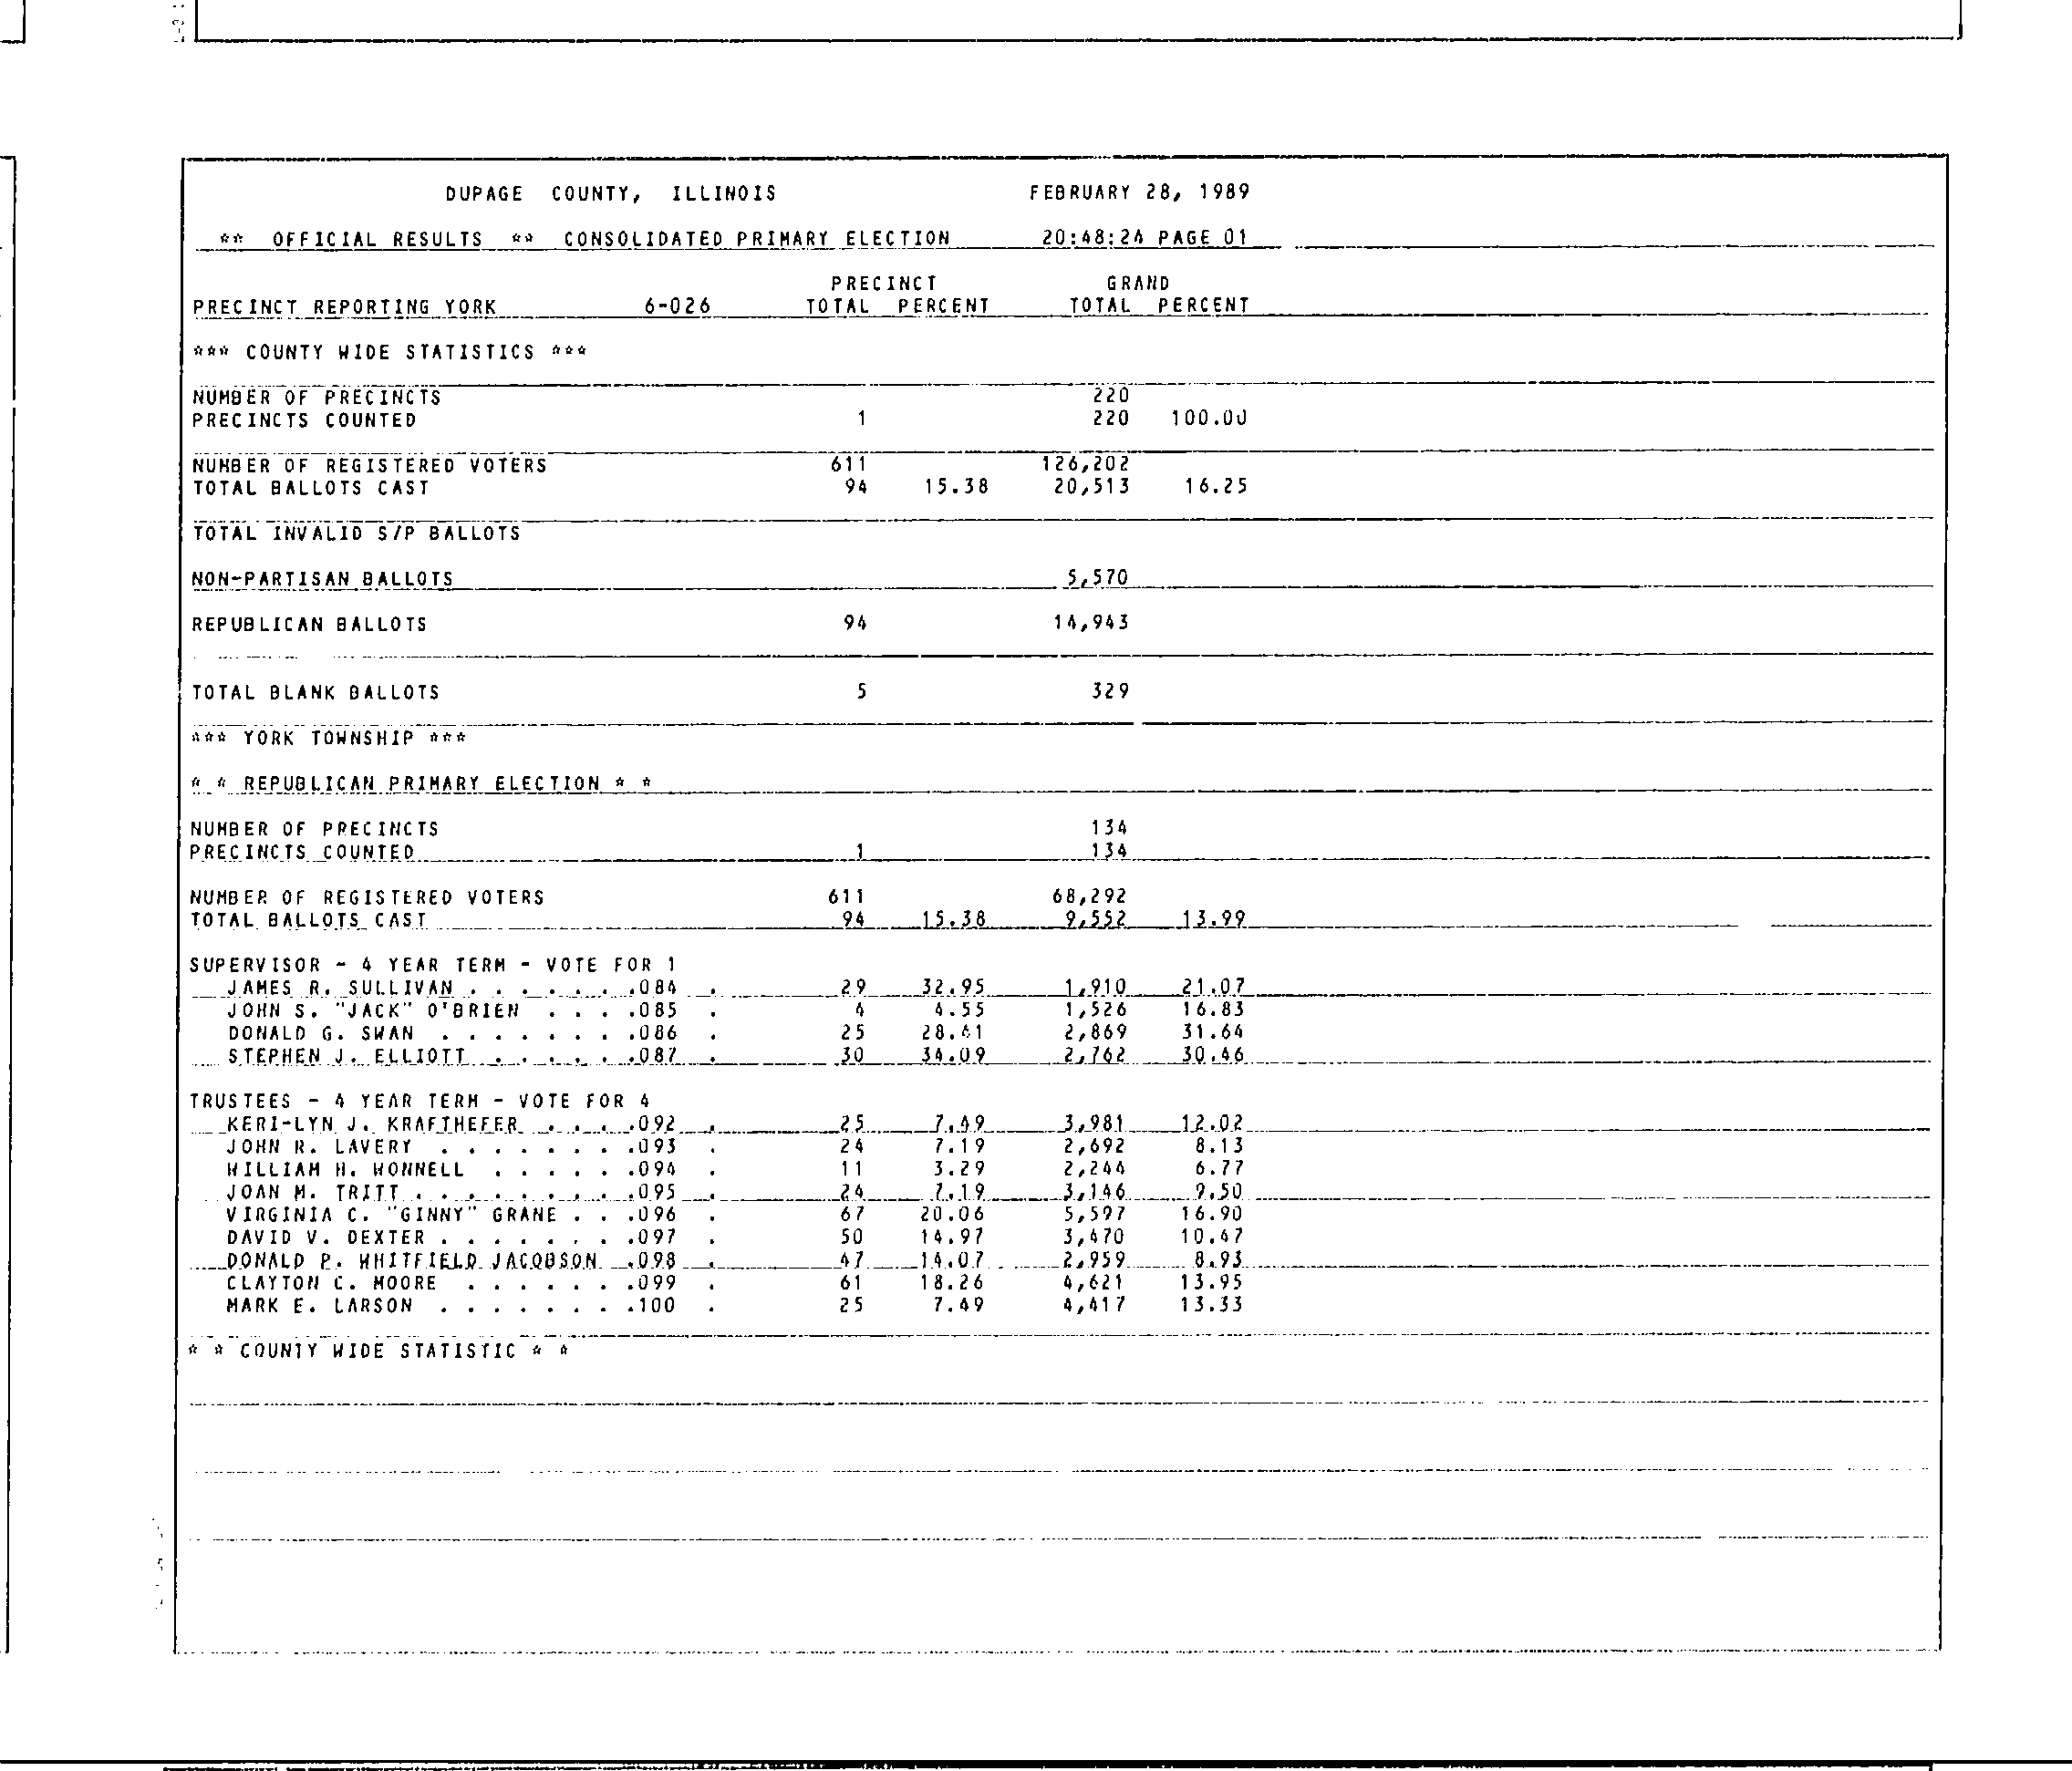 DUPAGE COUNTY, ILLINOIS FEBRUARY 28, 1989
** OFFICIAL RESULTS ** CONSOLIDATED PRIMARY ELECTION 20:48:24 PAGE 01
PRECINCT GRAND
PRECINCT REPORTING YORK 6-026 TOTAL PERCENT TOTAL PERCENT
*** COUNTY WIDE STATISTICS ***
NUMBER OF PRECINCTS 220
PRECINCTS COUNTED 1 220 100.00
NUMBER OF REGISTERED VOTERS 611 126,202
TOTAL BALLOTS CAST 94 15.38 20,513 16.25
TOTAL INVALID S/P BALLOTS
NON-PARTISAN BALLOTS 5,570
REPUBLICAN BALLOTS 94 14,943
TOTAL BLANK BALLOTS 5 329
*** YORK TOWNSHIP ***
* * REPUBLICAN PRIMARY ELECTION * *
NUMBER OF PRECINCTS 134
PRECINCTS COUNTED 1 134
NUMBER OF REGISTERED VOTERS 611 68,292
TOTAL BALLOTS CAST 94 15.38 9,552 13.99
SUPERVISOR - 4 YEAR TERM - VOTE FOR 1
JAMES R. SULLIVAN . . . . . . .084 . 29 32.95 1,910 21.07
JOHN S. "JACK" O'BRIEN . . . .085 . 4 4.55 1,526 16.83
DONALD G. SWAN . . . . . . . .086 . 25 28.41 2,869 31.64
STEPHEN J. ELLIOTT . . . . . .087 . 30 34.09 2,762 30.46
TRUSTEES - 4 YEAR TERM - VOTE FOR 4
KERI-LYN J. KRAFTHEFER . . . .092 . 25 7.49 3,981 12.02
JOHN R. LAVERY . . . . . . . .093 . 24 7.19 2,692 8.13
WILLIAM H. WONNELL . . . . . .094 . 11 3.29 2,244 6.77
JOAN M. TRITT . . . . . . . . .095 . 24 7.19 3,146 9.50
VIRGINIA C. "GINNY" GRANE . . .096 . 67 20.06 5,597 16.90
DAVID V. DEXTER . . . . . . . .097 . 50 14.97 3,470 10.47
DONALD P. WHITFIELD JACOBSON .098 . 47 14.07 2,959 8.93
CLAYTON C. MOORE . . . . . . .099 . 61 18.26 4,621 13.95
MARK E. LARSON . . . . . . . .100 . 25 7.49 4,417 13.33
* * COUNTY WIDE STATISTIC * *